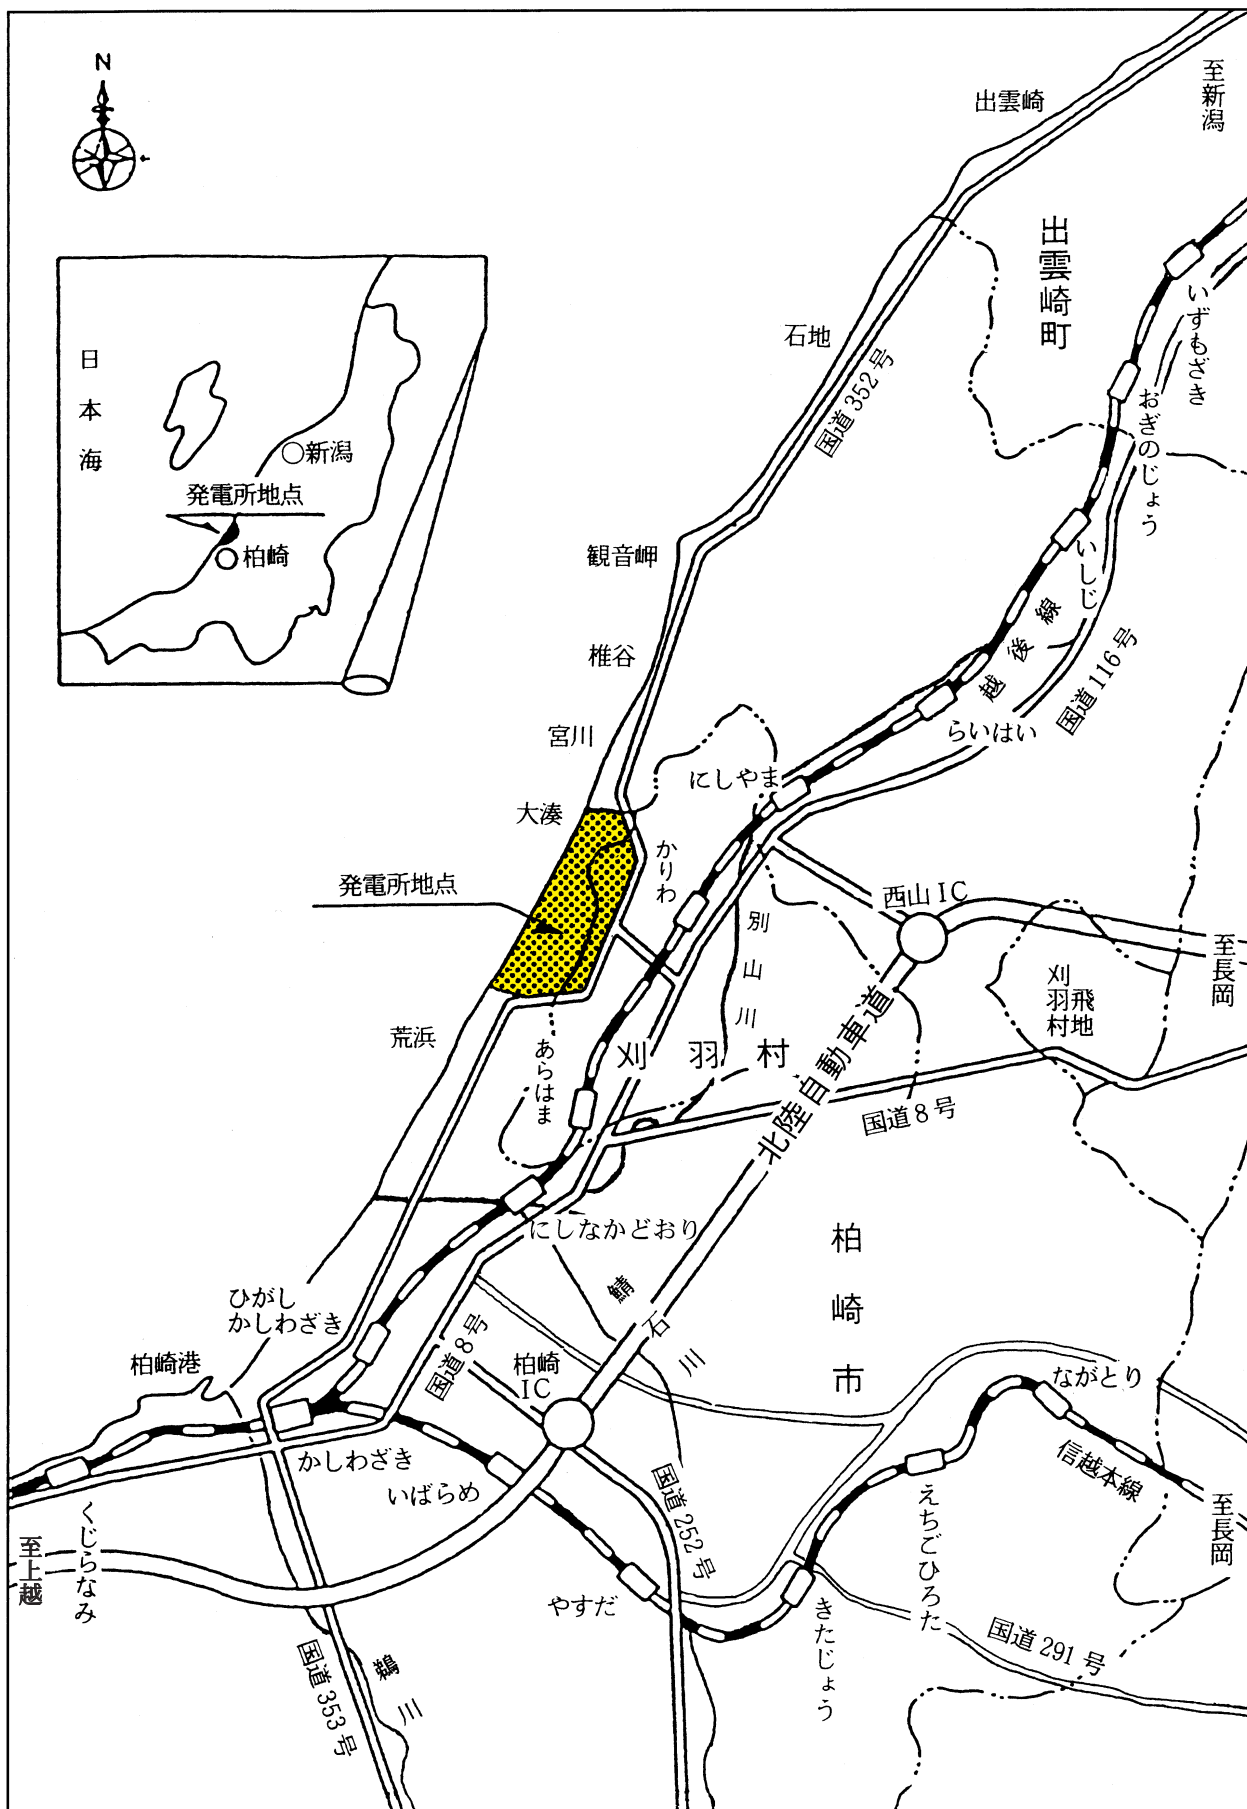 N
至新潟
出雲崎
出雲崎町
いずもざき
石地
国道352号
おぎのじょう
日本海
新潟
発電所地点
柏崎
いしじ
観音岬
越後線
国道116号
椎谷
らいはい
宮川
にしやま
大湊
かりわ
発電所地点
西山IC
別山川
至長岡
刈羽村
飛地
荒浜
あらはま
刈羽村
北陸自動車道
国道8号
にしなかどおり
柏崎市
鯖石川
ひがし
かしわざき
国道8号
柏崎港
柏崎
IC
ながとり
信越本線
かしわざき
いばらめ
国道252号
えちごひろた
至長岡
くじらなみ
至上越
やすだ
きたじょう
国道291号
国道353号
鵜川